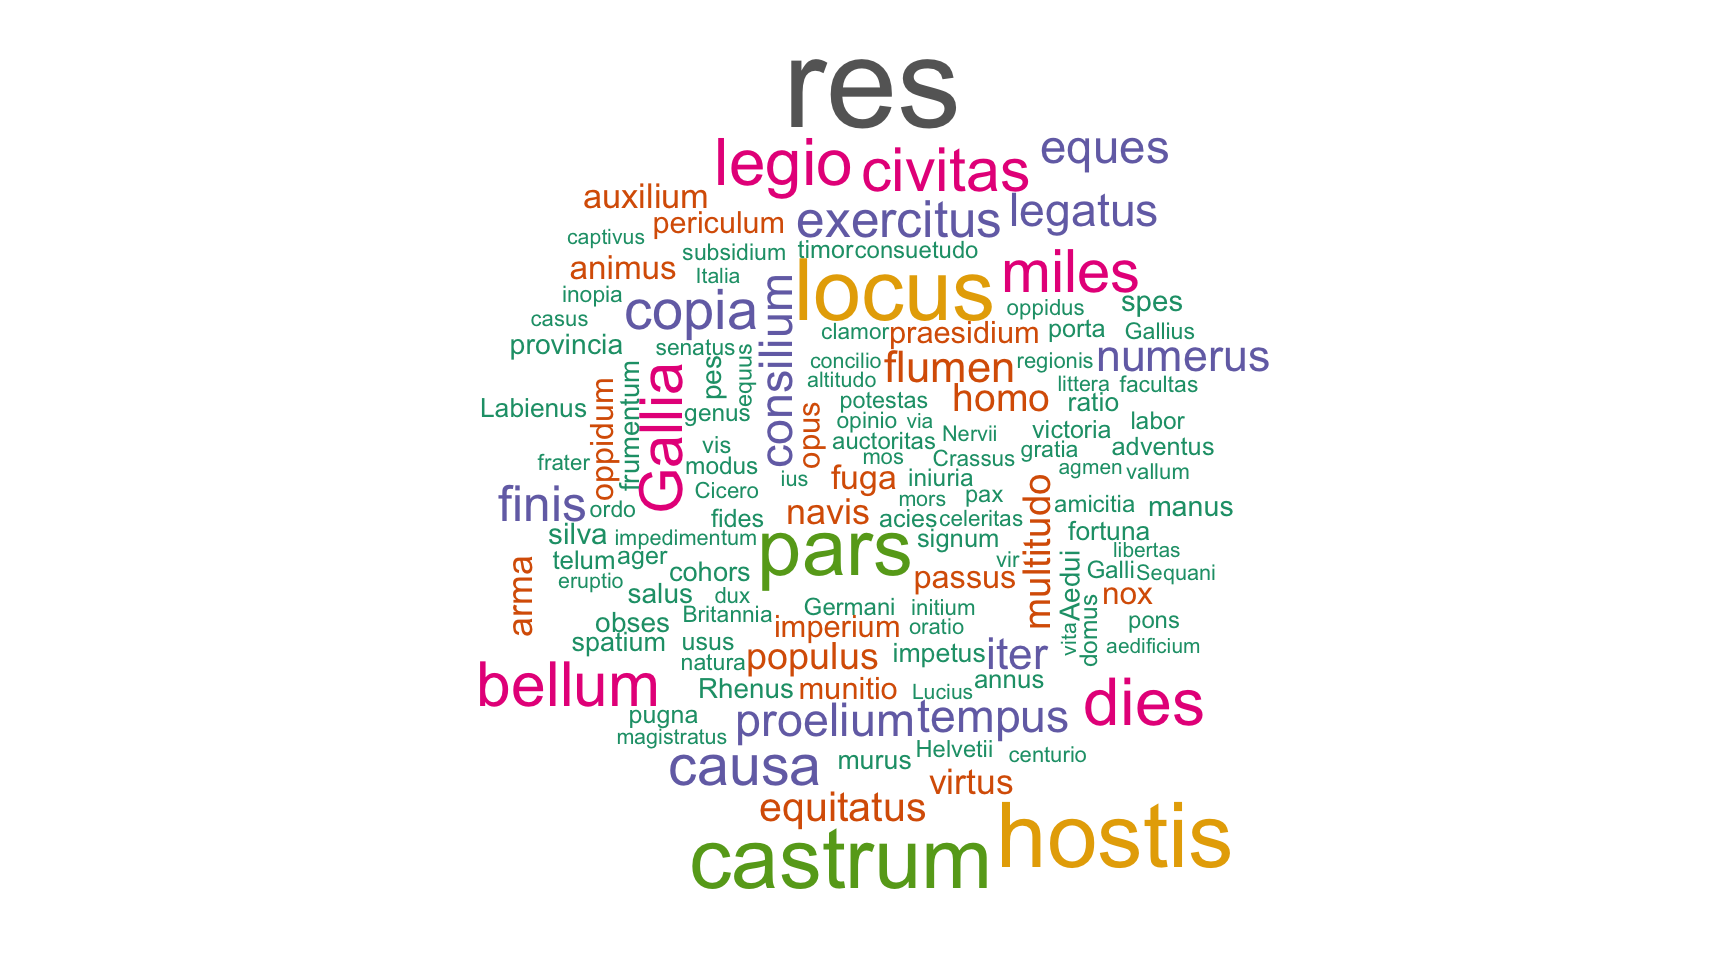 res
legio civitas eques
auxilium
periculum exercitus legatus
captivus
subsidium timor consuetudo
animus Italia locus miles
inopia copia consilium oppidus spes
casus clamor praesidium porta Gallius
provincia senatus
pes equus concilio flumen regionis numerus
altitudo littera facultas
Labienus oppidum frumentum Gallia genus opus potestas homo ratio
opinio via victoria labor
vis auctoritas Nervii gratia adventus
frater modus mos Crassus agmen vallum
Cicero ius fuga iniuria
finis ordo mors pax multitudo amicitia manus
fides navis acies celeritas
silva impedimentum pars signum fortuna
telum ager vir libertas
arma eruptio cohors passus Aedui Galli Sequani
salus dux nox
Britannia Germani initium
obses imperium oratio vita domus pons
spatium usus aedificium
natura populus impetus iter
bellum Rhenus munitio Lucius annus dies
pugna proelium tempus
magistratus
causa murus Helvetii centurio
virtus
equitatus
castrum hostis